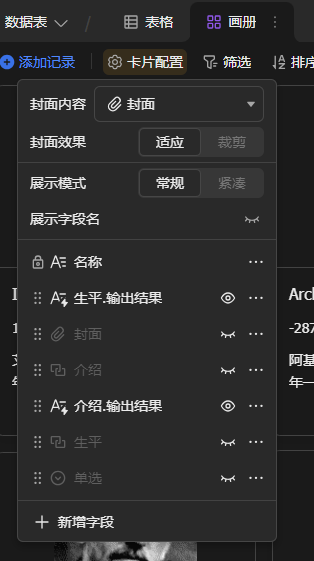 数据表 / 表格 画册
添加记录 卡片配置 筛选 排序
封面内容 封面
封面效果 适应 裁剪
展示模式 常规 紧凑
展示字段名
名称
生平.输出结果
封面
介绍
介绍.输出结果
生平
单选
新增字段
Arch
-287
阿基
年一